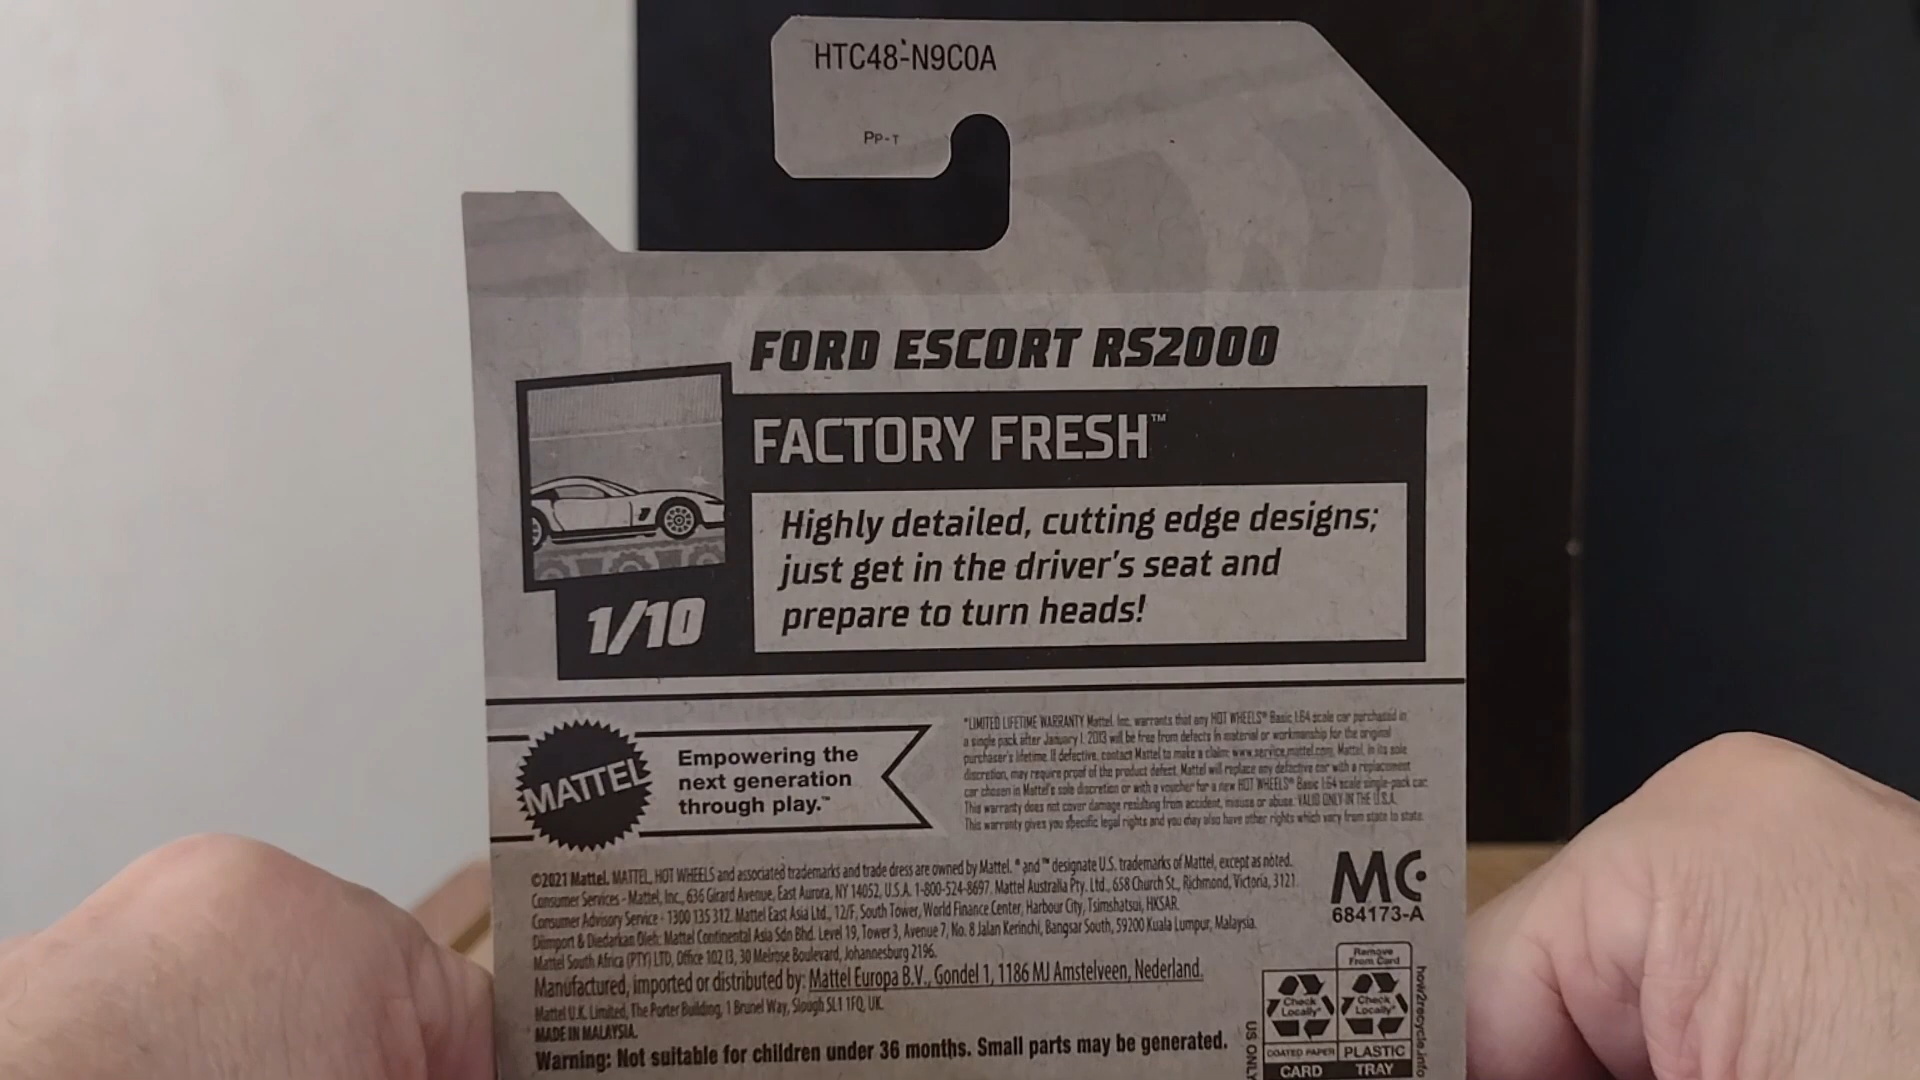 HTC48-N9C0A
PP-T
FORD ESCORT RS2000
FACTORY FRESH™
Highly detailed, cutting edge designs;
just get in the driver's seat and
prepare to turn heads!
1/10
MATTEL
Empowering the
next generation
through play.™
*LIMITED LIFETIME WARRANTY Mattel, Inc. warrants that any HOT WHEELS® Basic 1:64 scale car purchased in
a single pack after January 1, 2013 will be free from defects in material or workmanship for the original
purchaser's lifetime. If defective, contact Mattel to make a claim: www.service.mattel.com. Mattel, in its sole
discretion, may require proof of the product defect. Mattel will replace any defective car with a replacement
car chosen in Mattel's sole discretion or with a voucher for a new HOT WHEELS® Basic 1:64 scale single-pack car.
This warranty does not cover damage resulting from accident, misuse or abuse. VALID ONLY IN THE U.S.A.
This warranty gives you specific legal rights and you may also have other rights which vary from state to state.
©2021 Mattel. MATTEL, HOT WHEELS and associated trademarks and trade dress are owned by Mattel. ® and ™ designate U.S. trademarks of Mattel, except as noted.
Consumer Services - Mattel, Inc., 636 Girard Avenue, East Aurora, NY 14052, U.S.A. 1-800-524-8697. Mattel Australia Pty. Ltd., 658 Church St., Richmond, Victoria, 3121.
Consumer Advisory Service - 1300 135 312. Mattel East Asia Ltd., 12/F, South Tower, World Finance Center, Harbour City, Tsimshatsui, HKSAR.
Diimport & Diedarkan Oleh: Mattel Continental Asia Sdn Bhd. Level 19, Tower 3, Avenue 7, No. 8 Jalan Kerinchi, Bangsar South, 59200 Kuala Lumpur, Malaysia.
Mattel South Africa (PTY) LTD, Office 102 I3, 30 Melrose Boulevard, Johannesburg 2196.
Manufactured, imported or distributed by: Mattel Europa B.V., Gondel 1, 1186 MJ Amstelveen, Nederland.
Mattel U.K. Limited, The Porter Building, 1 Brunel Way, Slough SL1 1FQ, UK.
MADE IN MALAYSIA.
Warning: Not suitable for children under 36 months. Small parts may be generated.
MC
684173-A
Remove
From Card
Check
Locally*
Check
Locally*
COATED PAPER
CARD
PLASTIC
TRAY
US ONLY
how2recycle.info